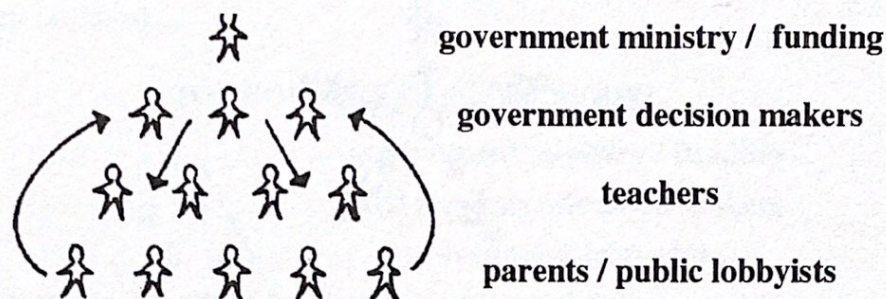 government ministry / funding
government decision makers
teachers
parents / public lobbyists